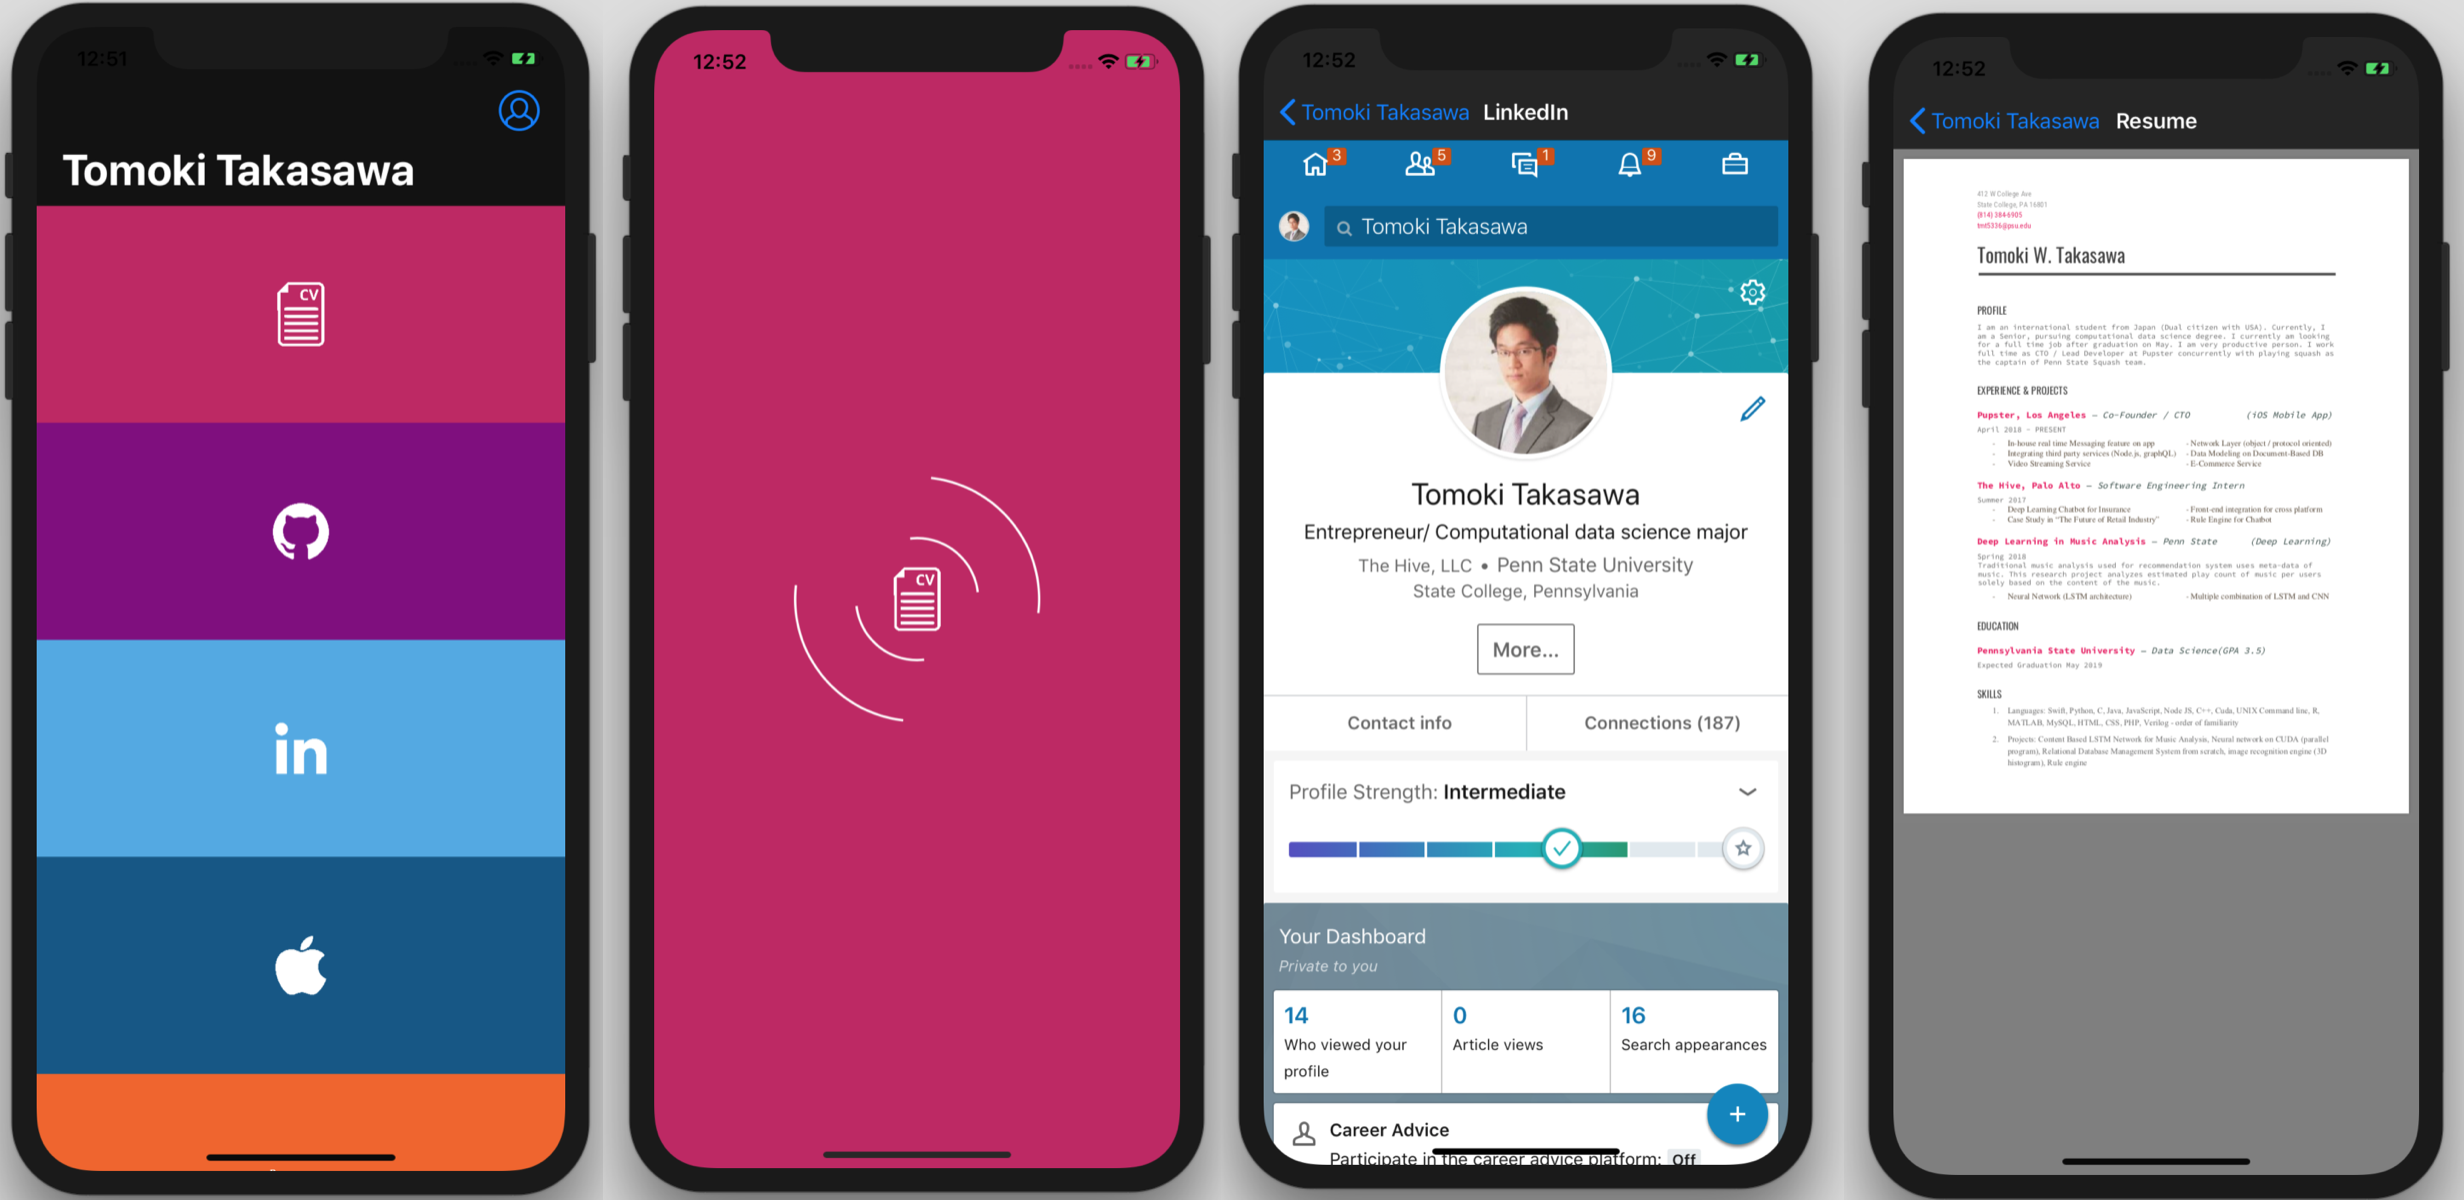 12:51
Tomoki Takasawa
CV
in
12:52
CV
12:52
Tomoki Takasawa LinkedIn
3 5 1 9
Tomoki Takasawa
Tomoki Takasawa
Entrepreneur/ Computational data science major
The Hive, LLC • Penn State University
State College, Pennsylvania
More...
Contact info Connections (187)
Profile Strength: Intermediate
Your Dashboard
Private to you
14 0 16
Who viewed your profile Article views Search appearances
Career Advice
Participate in the career advice platform: Off
12:52
Tomoki Takasawa Resume
412 W College Ave
State College, PA 16801
(814) 384-6905
tmt5336@psu.edu
Tomoki W. Takasawa
PROFILE
I am an international student from Japan (Dual citizen with USA). Currently, I
am a Senior, pursuing computational data science degree. I currently am looking
for a full time job after graduation on May. I am very productive person. I work
full time as CTO / Lead Developer at Pupster concurrently with playing squash as
the captain of Penn State Squash team.
EXPERIENCE & PROJECTS
Pupster, Los Angeles — Co-Founder / CTO (iOS Mobile App)
April 2018 - PRESENT
- In-house real time Messaging feature on app - Network Layer (object / protocol oriented)
- Integrating third party services (Node.js, graphQL) - Data Modeling on Document-Based DB
- Video Streaming Service - E-Commerce Service
The Hive, Palo Alto — Software Engineering Intern
Summer 2017
- Deep Learning Chatbot for Insurance - Front-end integration for cross platform
- Case Study in "The Future of Retail Industry" - Rule Engine for Chatbot
Deep Learning in Music Analysis — Penn State (Deep Learning)
Spring 2018
Traditional music analysis used for recommendation system uses meta-data of
music. This research project analyzes estimated play count of music per users
solely based on the content of the music.
- Neural Network (LSTM architecture) - Multiple combination of LSTM and CNN
EDUCATION
Pennsylvania State University — Data Science(GPA 3.5)
Expected Graduation May 2019
SKILLS
1. Languages: Swift, Python, C, Java, JavaScript, Node JS, C++, Cuda, UNIX Command line, R,
MATLAB, MySQL, HTML, CSS, PHP, Verilog - order of familiarity
2. Projects: Content Based LSTM Network for Music Analysis, Neural network on CUDA (parallel
program), Relational Database Management System from scratch, image recognition engine (3D
histogram), Rule engine